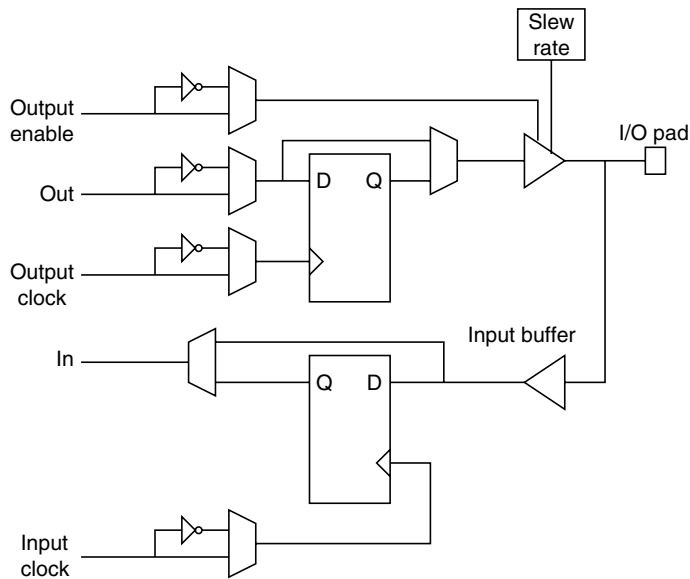 Slew
rate
Output
enable
I/O pad
Out
D
Q
Output
clock
Input buffer
In
Q
D
Input
clock